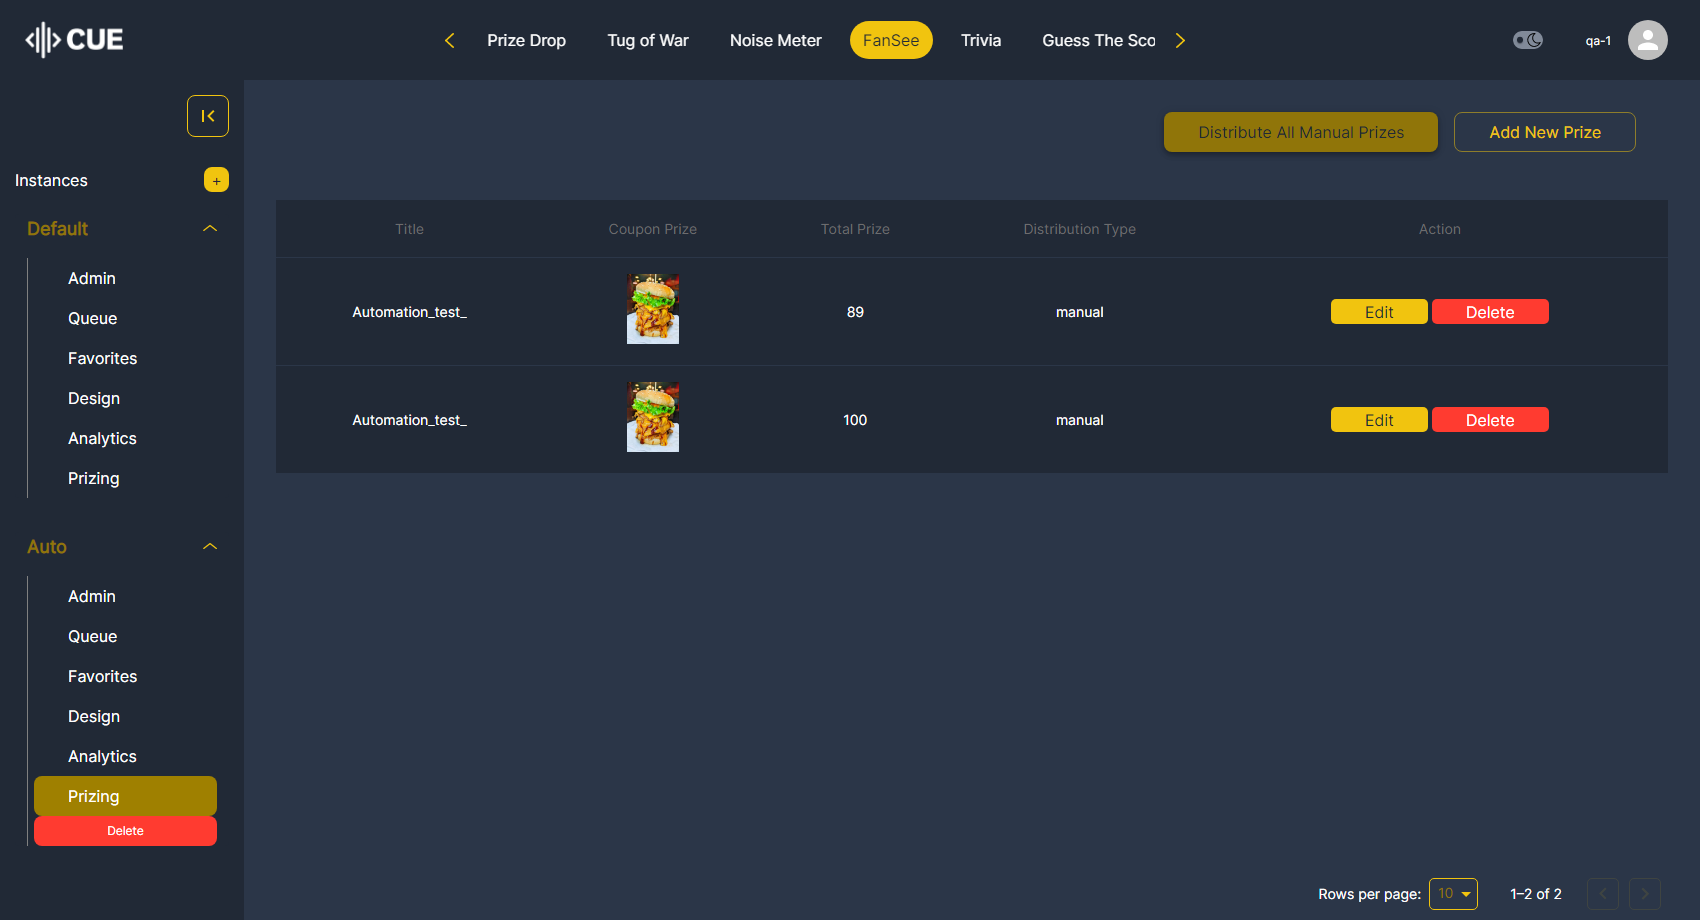 CUE
Prize Drop
Tug of War
Noise Meter
FanSee
Trivia
Guess The Sco
qa-1
Instances
+
Default
Admin
Queue
Favorites
Design
Analytics
Prizing
Auto
Admin
Queue
Favorites
Design
Analytics
Prizing
Delete
Distribute All Manual Prizes
Add New Prize
Title Coupon Prize Total Prize Distribution Type Action
Automation_test_ 89 manual Edit Delete
Automation_test_ 100 manual Edit Delete
Rows per page: 10 1–2 of 2